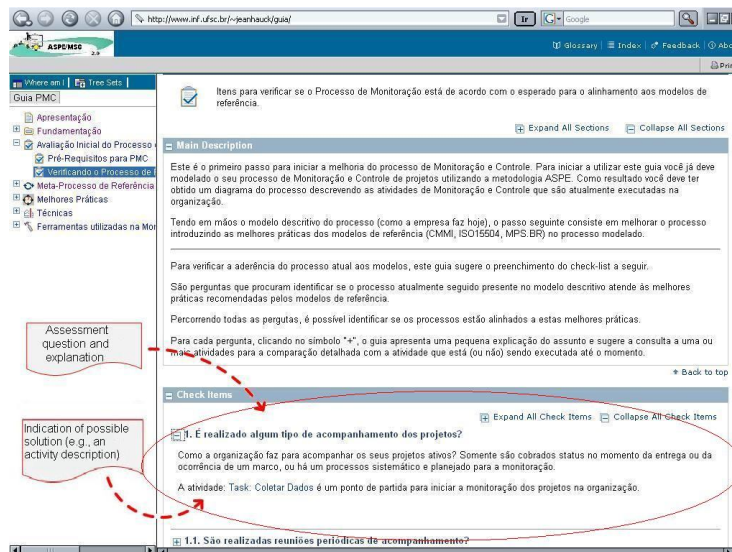 http://www.inf.ufsc.br/~jeanhauck/guia/
Ir
G
Google
ASPE/MSC
2.0
Glossary | Index | Feedback |
Where am I | Tree Sets |
Guia PMC
Apresentação
Fundamentação
Avaliação Inicial do Processo
Pré-Requisitos para PMC
Verificando o Processo de
Meta-Processo de Referência
Melhores Práticas
Técnicas
Ferramentas utilizadas na
Itens para verificar se o Processo de Monitoração está de acordo com o esperado para o alinhamento aos modelos de
referência.
Expand All Sections
Collapse All Sections
Main Description
Este é o primeiro passo para iniciar a melhoria do processo de Monitoração e Controle. Para iniciar a utilizar este guia você já deve
modelado o seu processo de Monitoração e Controle de projetos utilizando a metodologia ASPE. Como resultado você deve ter
obtido um diagrama do processo descrevendo as atividades de Monitoração e Controle que são atualmente executadas na
organização.
Tendo em mãos o modelo descritivo do processo (como a empresa faz hoje), o passo seguinte consiste em melhorar o processo
introduzindo as melhores práticas dos modelos de referência (CMMI, ISO15504, MPS.BR) no processo modelado.
Para verificar a aderência do processo atual aos modelos, este guia sugere o preenchimento do check-list a seguir.
São perguntas que procuram identificar se o processo atualmente seguido presente no modelo descritivo atende às melhores
práticas recomendadas pelos modelos de referência.
Percorrendo todas as pergutas, é possível identificar se os processos estão alinhados a estas melhores práticas.
Para cada pergunta, clicando no símbolo "+", o guia apresenta uma pequena explicação do assunto e sugere a consulta a uma ou
mais atividades para a comparação detalhada com a atividade que está (ou não) sendo executada até o momento.
Back to top
Check Items
Expand All Check Items
Collapse All Check Items
1. É realizado algum tipo de acompanhamento dos projetos?
Como a organização faz para acompanhar os seus projetos ativos? Somente são cobrados status no momento da entrega ou da
ocorrência de um marco, ou há um processos sistemático e planejado para a monitoração.
A atividade: Task: Coletar Dados é um ponto de partida para iniciar a monitoração dos projetos na organização.
1.1. São realizadas reuniões periódicas de acompanhamento?
Assessment
question and
explanation
Indication of possible
solution (e.g., an
activity description)